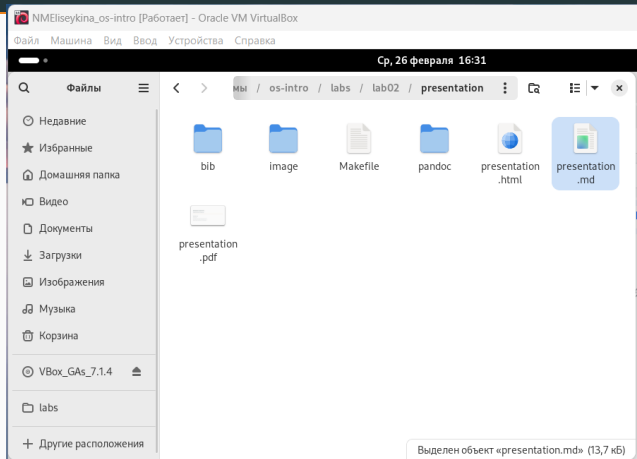 NMEliseykina_os-intro [Работает] - Oracle VM VirtualBox
Файл Машина Вид Ввод Устройства Справка
Ср, 26 февраля 16:31
Файлы
мы / os-intro / labs / lab02 / presentation
Недавние
Избранные
Домашняя папка
Видео
Документы
Загрузки
Изображения
Музыка
Корзина
VBox_GAs_7.1.4
labs
Другие расположения
bib
image
Makefile
pandoc
presentation
.html
presentation
.md
presentation
.pdf
Выделен объект «presentation.md» (13,7 кБ)